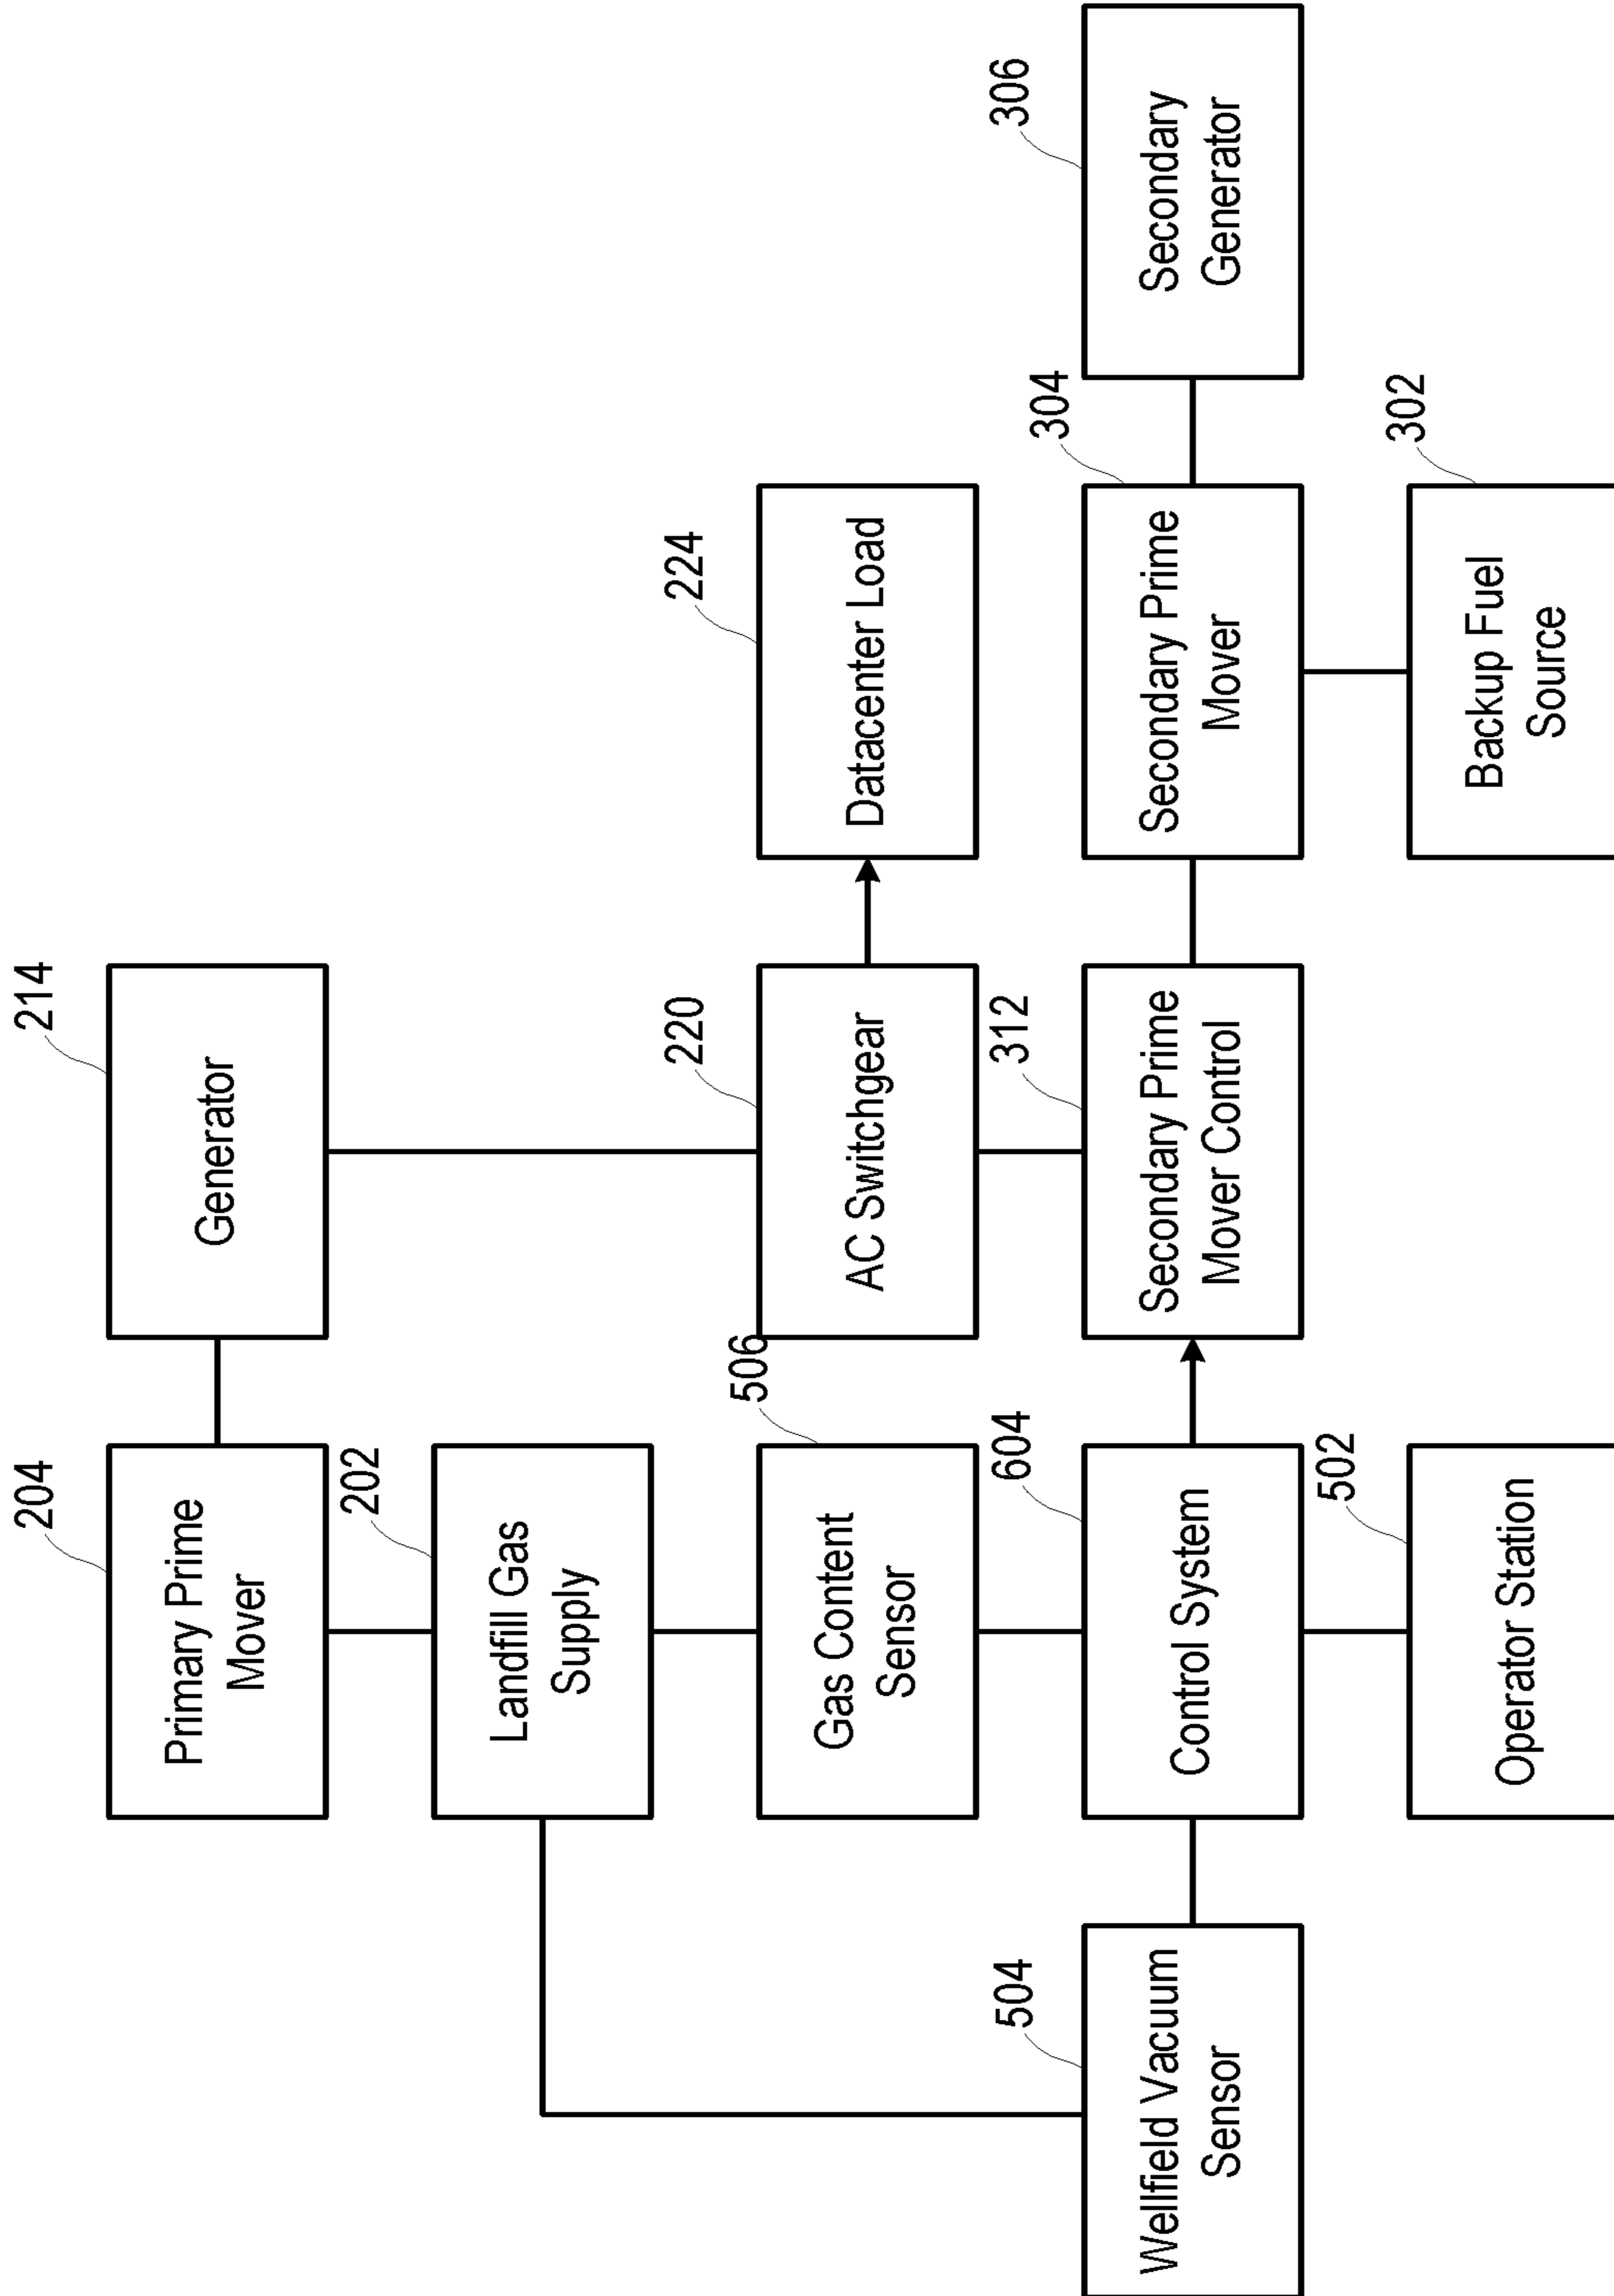 204
Primary Prime
Mover
214
Generator
202
Landfill Gas
Supply
506
Gas Content
Sensor
220
AC Switchgear
224
Datacenter Load
504
Wellfield Vacuum
Sensor
604
Control System
312
Secondary Prime
Mover Control
304
Secondary Prime
Mover
306
Secondary
Generator
502
Operator Station
302
Backup Fuel
Source